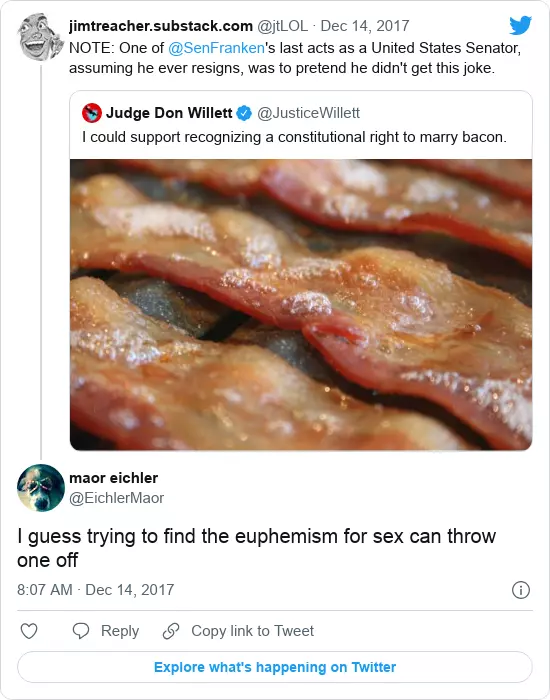 jimtreacher.substack.com @jtLOL · Dec 14, 2017
NOTE: One of @SenFranken's last acts as a United States Senator,
assuming he ever resigns, was to pretend he didn't get this joke.
Judge Don Willett @JusticeWillett
I could support recognizing a constitutional right to marry bacon.
maor eichler
@EichlerMaor
I guess trying to find the euphemism for sex can throw
one off
8:07 AM · Dec 14, 2017
Reply
Copy link to Tweet
Explore what's happening on Twitter